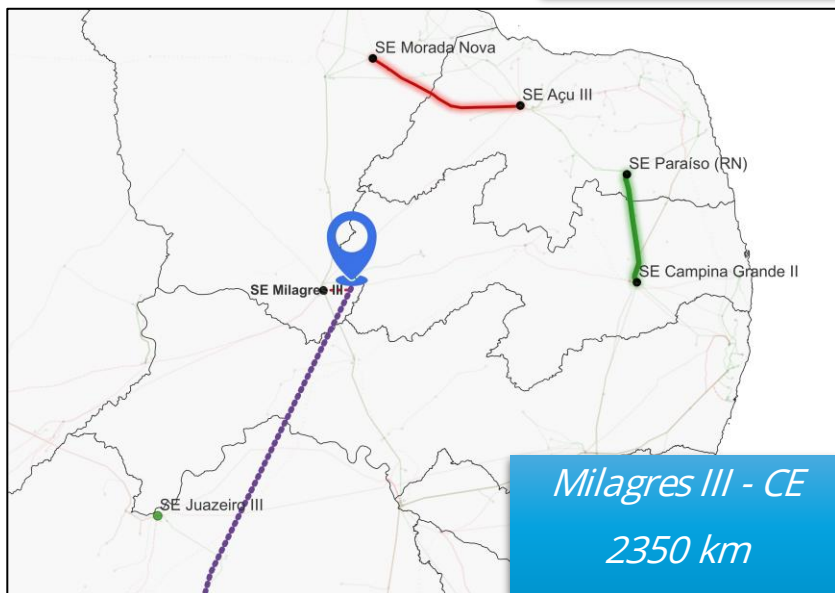 SE Morada Nova
SE Açu III
SE Paraíso (RN)
SE Campina Grande II
SE Milagres III
SE Juazeiro III
Milagres III - CE
2350 km